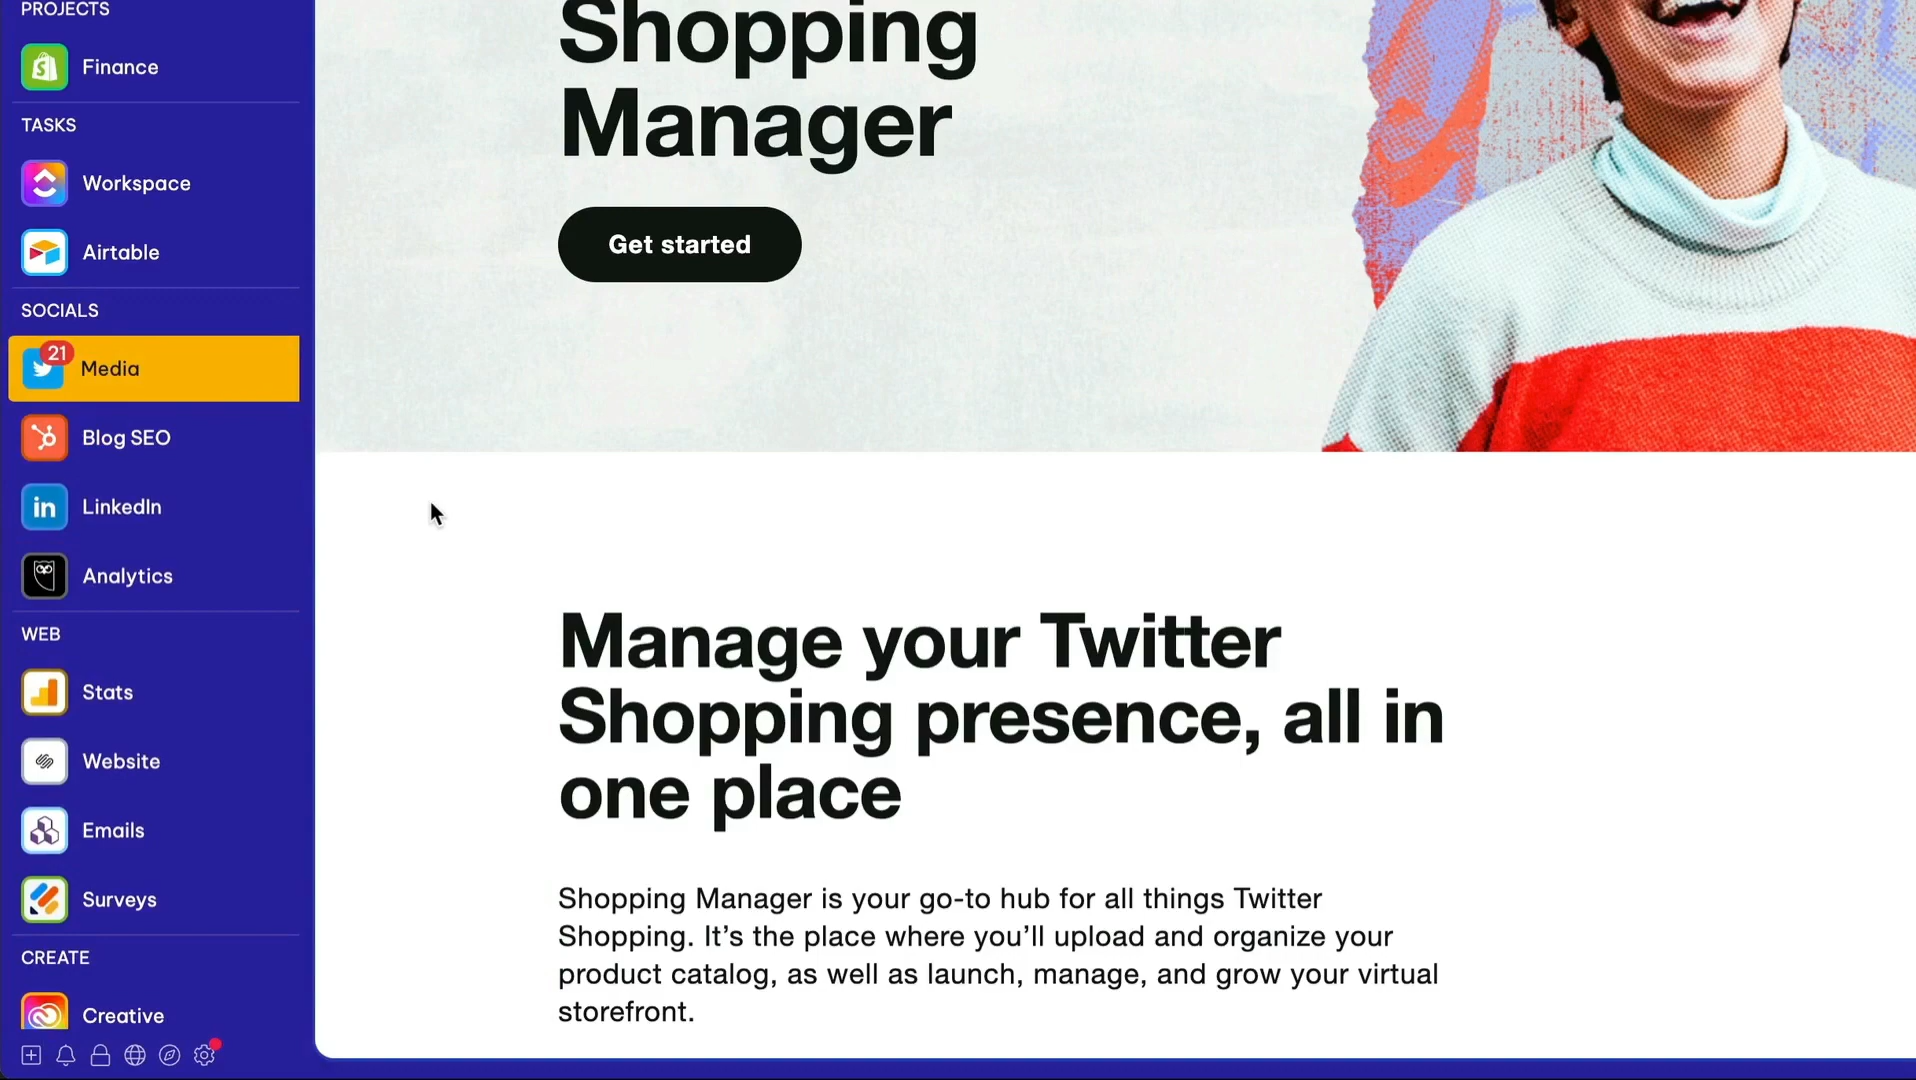 PROJECTS
Finance
TASKS
Workspace
Airtable
SOCIALS
21
Media
Blog SEO
in
LinkedIn
Analytics
WEB
Stats
Website
Emails
Surveys
CREATE
Creative
Shopping
Manager
Get started
Manage your Twitter
Shopping presence, all in
one place
Shopping Manager is your go-to hub for all things Twitter
Shopping. It’s the place where you’ll upload and organize your
product catalog, as well as launch, manage, and grow your virtual
storefront.